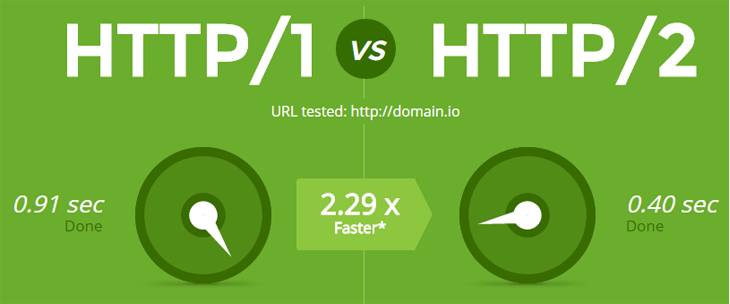 HTTP/1 vs HTTP/2
URL tested: http://domain.io
0.91 sec
Done
2.29 x
Faster*
0.40 sec
Done